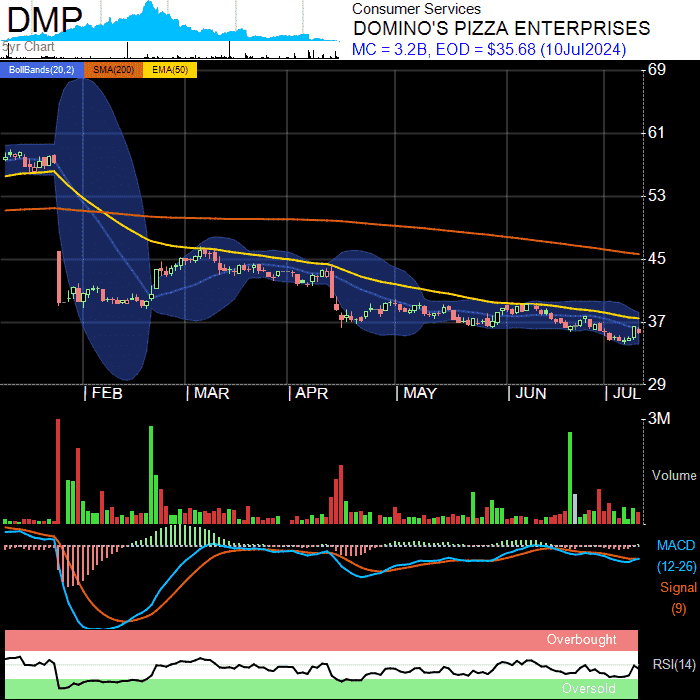 DMP
5yr Chart
Consumer Services
DOMINO'S PIZZA ENTERPRISES
MC = 3.2B, EOD = $35.68 (10Jul2024)
BollBands(20,2) SMA(200) EMA(50)
69
61
53
45
37
29
FEB MAR APR MAY JUN JUL
3M
Volume
MACD
(12-26)
Signal
(9)
Overbought
RSI(14)
Oversold